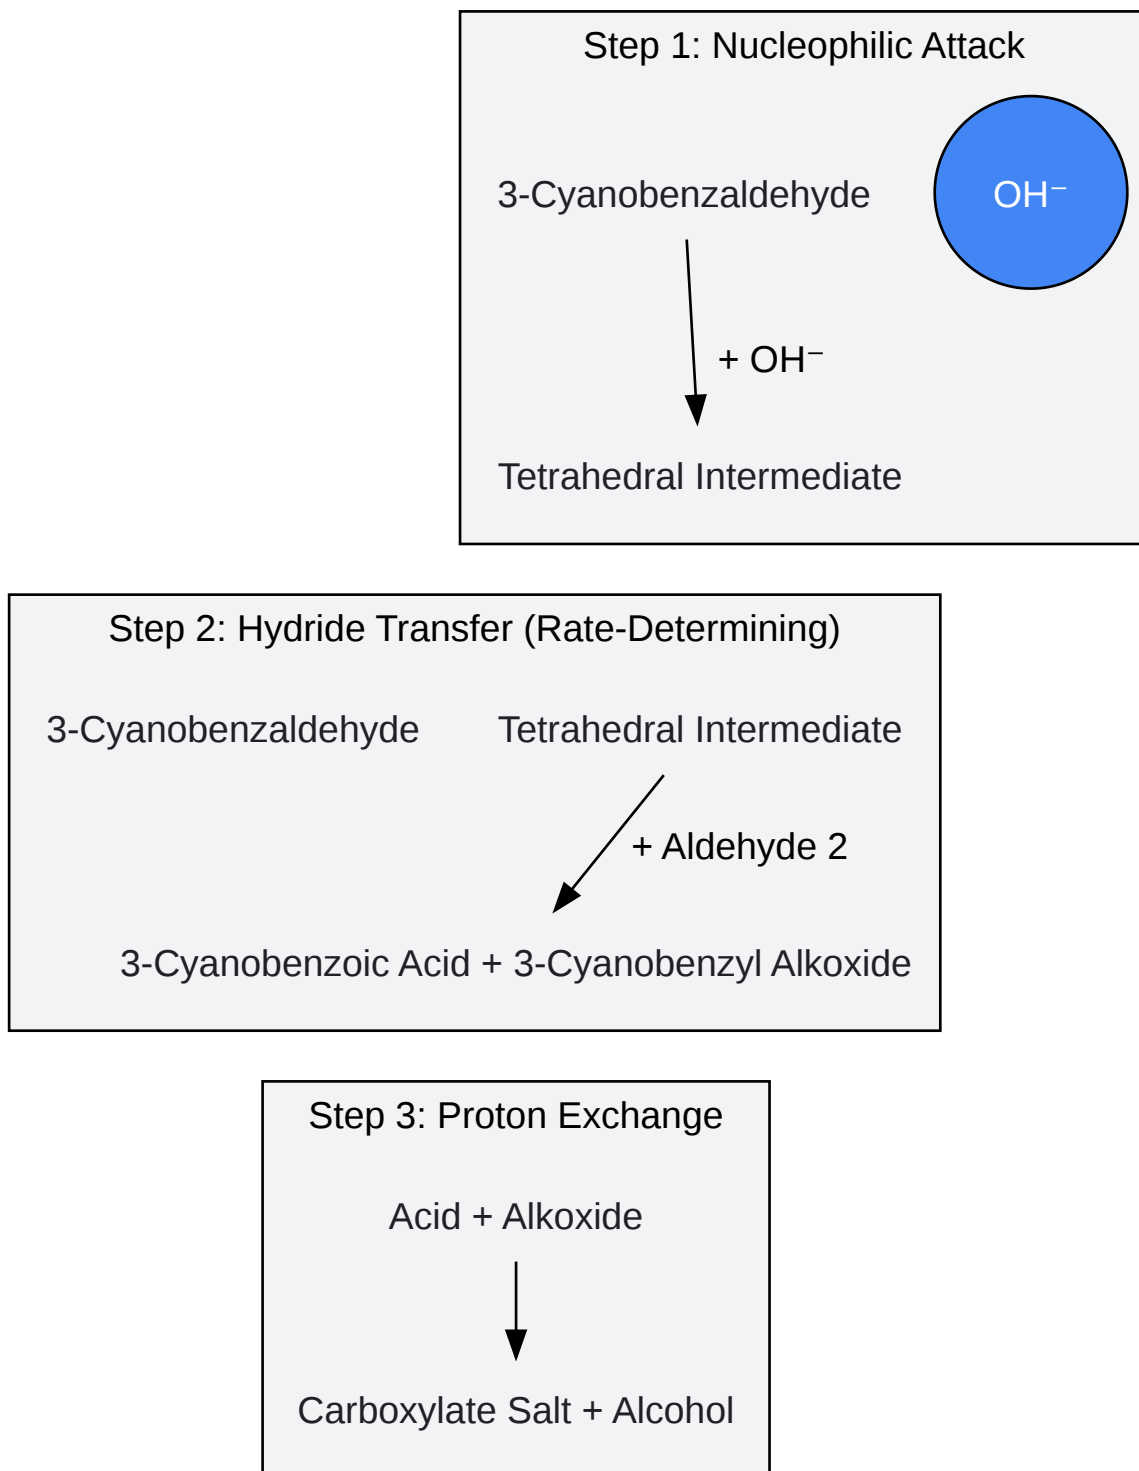 Step 1: Nucleophilic Attack
3-Cyanobenzaldehyde
OH⁻
+ OH⁻
Tetrahedral Intermediate
Step 2: Hydride Transfer (Rate-Determining)
3-Cyanobenzaldehyde
Tetrahedral Intermediate
+ Aldehyde 2
3-Cyanobenzoic Acid + 3-Cyanobenzyl Alkoxide
Step 3: Proton Exchange
Acid + Alkoxide
Carboxylate Salt + Alcohol